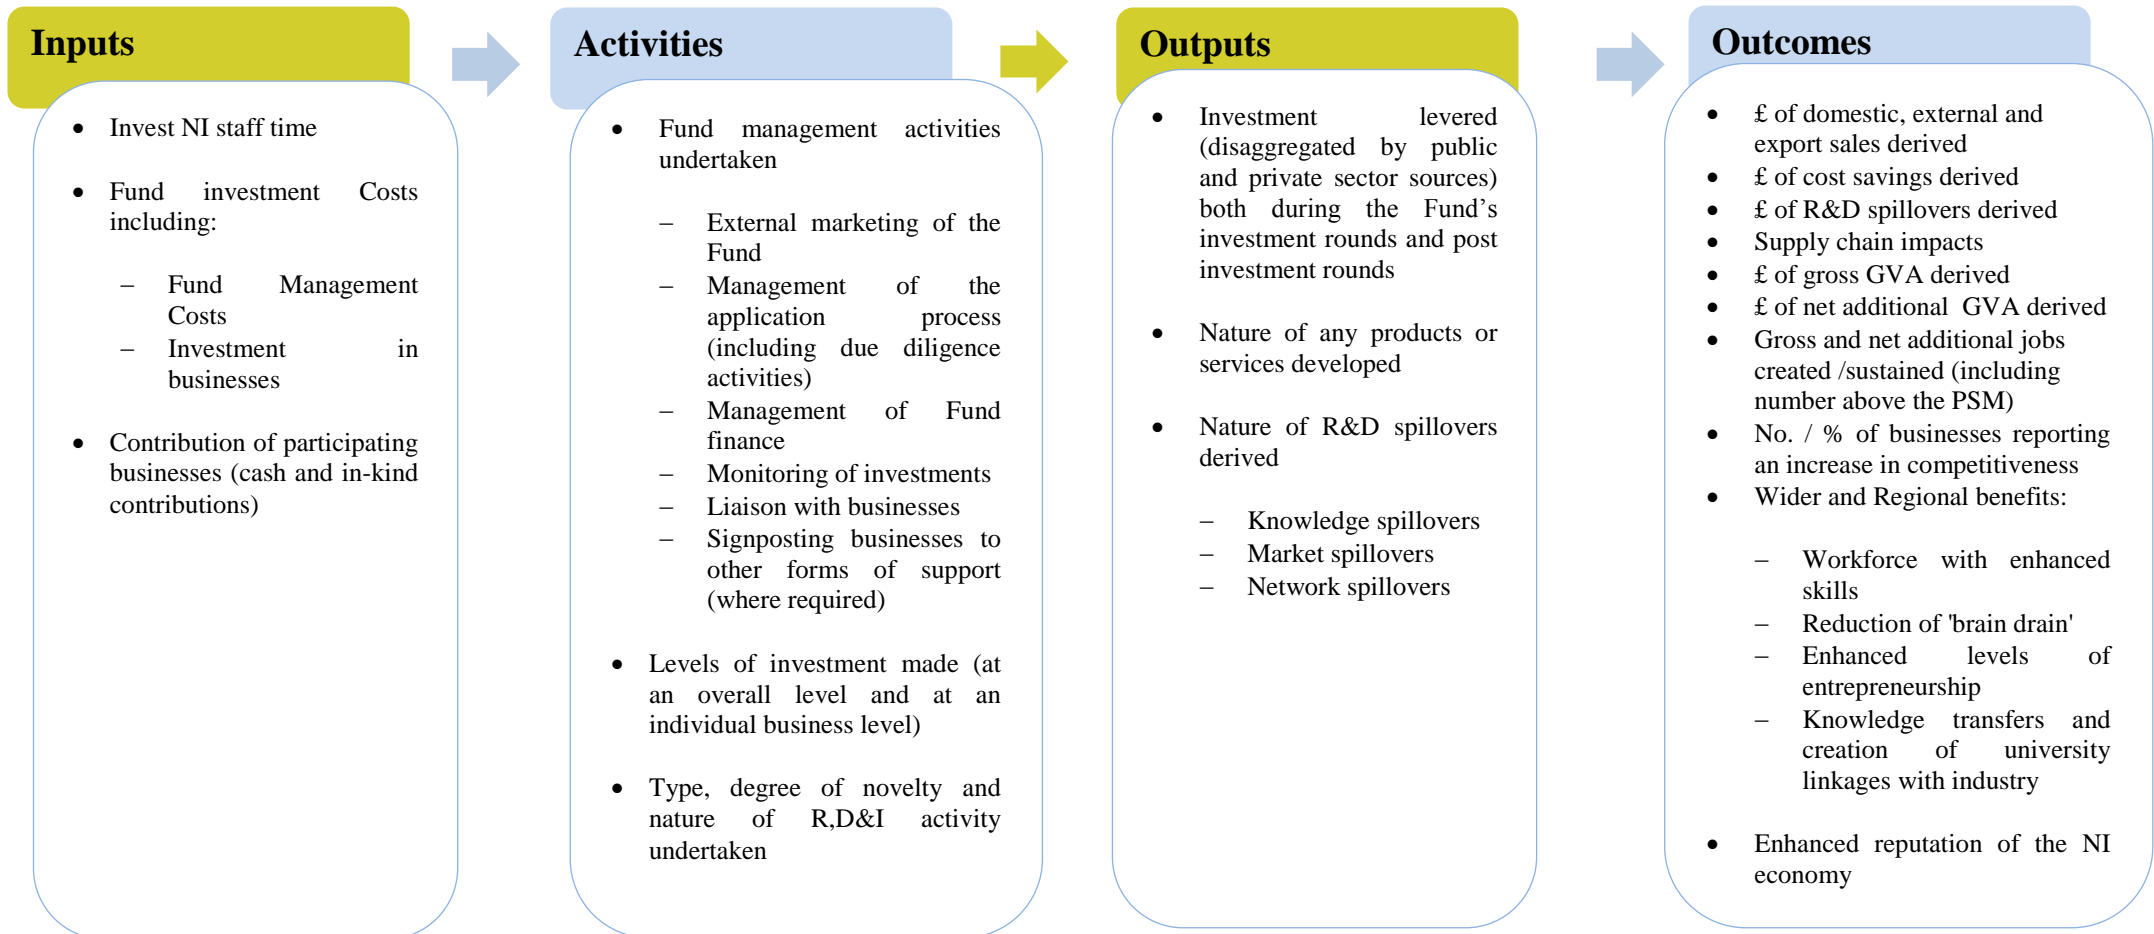 Inputs
• Invest NI staff time
• Fund investment Costs
including:
– Fund Management
Costs
– Investment in
businesses
• Contribution of participating
businesses (cash and in-kind
contributions)
Activities
• Fund management activities
undertaken
– External marketing of the
Fund
– Management of the
application process
(including due diligence
activities)
– Management of Fund
finance
– Monitoring of investments
– Liaison with businesses
– Signposting businesses to
other forms of support
(where required)
• Levels of investment made (at
an overall level and at an
individual business level)
• Type, degree of novelty and
nature of R,D&I activity
undertaken
Outputs
• Investment levered
(disaggregated by public
and private sector sources)
both during the Fund’s
investment rounds and post
investment rounds
• Nature of any products or
services developed
• Nature of R&D spillovers
derived
– Knowledge spillovers
– Market spillovers
– Network spillovers
Outcomes
• £ of domestic, external and
export sales derived
• £ of cost savings derived
• £ of R&D spillovers derived
• Supply chain impacts
• £ of gross GVA derived
• £ of net additional GVA derived
• Gross and net additional jobs
created /sustained (including
number above the PSM)
• No. / % of businesses reporting
an increase in competitiveness
• Wider and Regional benefits:
– Workforce with enhanced
skills
– Reduction of 'brain drain'
– Enhanced levels of
entrepreneurship
– Knowledge transfers and
creation of university
linkages with industry
• Enhanced reputation of the NI
economy